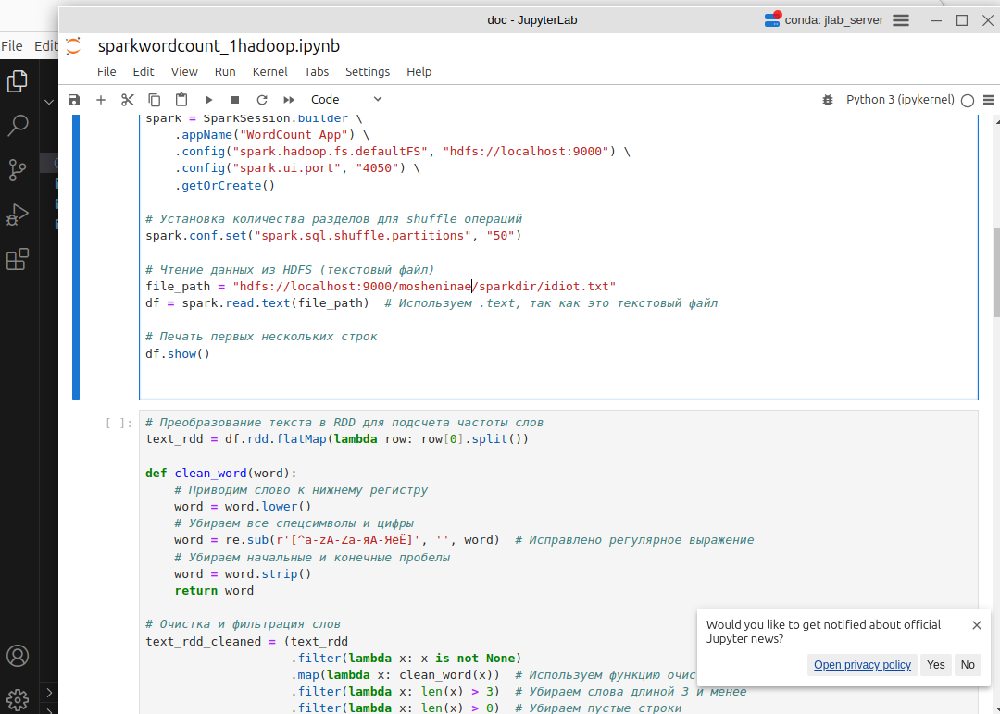 doc - JupyterLab
conda: jlab_server
File Edit
sparkwordcount_1hadoop.ipynb
File Edit View Run Kernel Tabs Settings Help
Code
Python 3 (ipykernel)
spark = SparkSession.builder \
.appName("WordCount App") \
.config("spark.hadoop.fs.defaultFS", "hdfs://localhost:9000") \
.config("spark.ui.port", "4050") \
.getOrCreate()
# Установка количества разделов для shuffle операций
spark.conf.set("spark.sql.shuffle.partitions", "50")
# Чтение данных из HDFS (текстовый файл)
file_path = "hdfs://localhost:9000/mosheninae/sparkdir/idiot.txt"
df = spark.read.text(file_path)  # Используем .text, так как это текстовый файл
# Печать первых нескольких строк
df.show()
[ ]:
# Преобразование текста в RDD для подсчета частоты слов
text_rdd = df.rdd.flatMap(lambda row: row[0].split())
def clean_word(word):
# Приводим слово к нижнему регистру
word = word.lower()
# Убираем все спецсимволы и цифры
word = re.sub(r'[^a-zA-Zа-яА-ЯёЁ]', '', word)  # Исправлено регулярное выражение
# Убираем начальные и конечные пробелы
word = word.strip()
return word
# Очистка и фильтрация слов
text_rdd_cleaned = (text_rdd
.filter(lambda x: x is not None)
.map(lambda x: clean_word(x))  # Используем функцию очис
.filter(lambda x: len(x) > 3)  # Убираем слова длиной 3 и менее
.filter(lambda x: len(x) > 0)  # Убираем пустые строки
Would you like to get notified about official
Jupyter news?
Open privacy policy Yes No